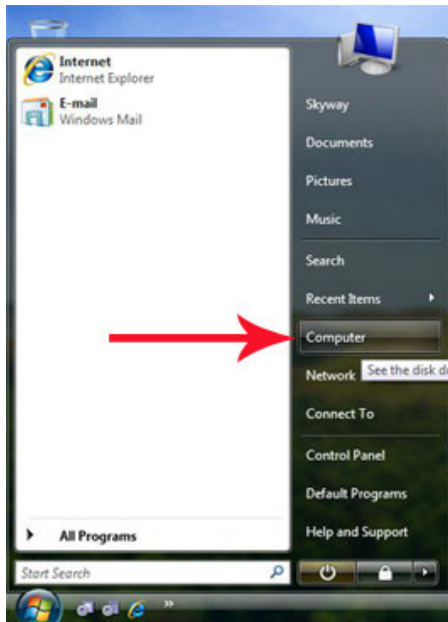 Internet
Internet Explorer
E-mail
Windows Mail
All Programs
Start Search
Skyway
Documents
Pictures
Music
Search
Recent Items
Computer
Network
See the disk
Connect To
Control Panel
Default Programs
Help and Support